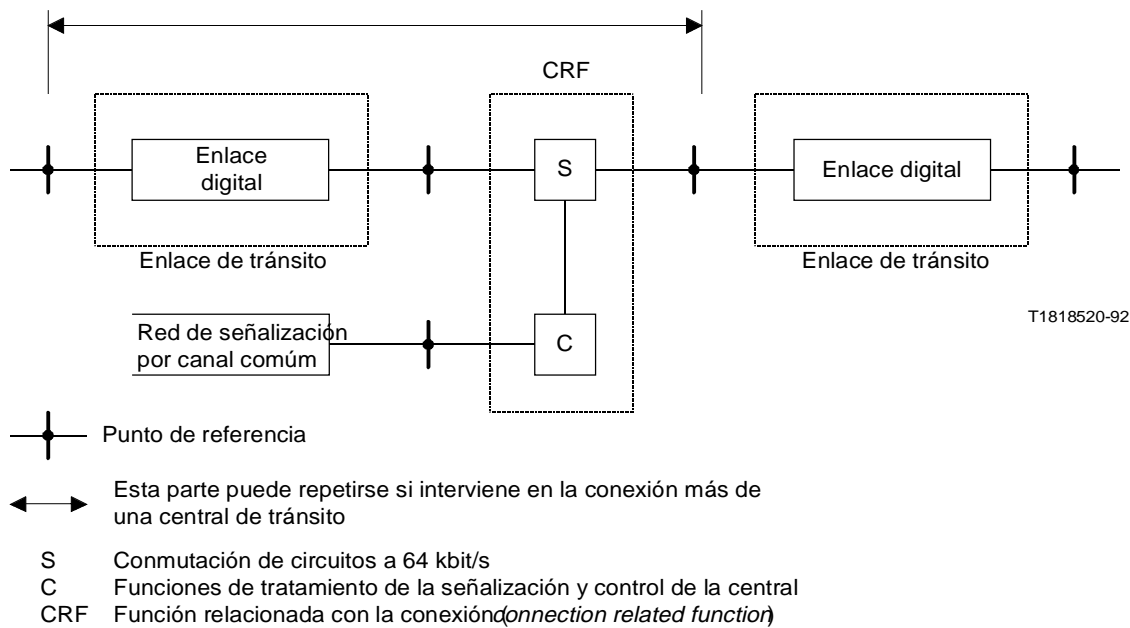 CRF
Enlace
digital
S
Enlace digital
Enlace de tránsito
Enlace de tránsito
T1818520-92
Red de señalización
por canal comúm
C
Punto de referencia
Esta parte puede repetirse si interviene en la conexión más de
una central de tránsito
S Conmutación de circuitos a 64 kbit/s
C Funciones de tratamiento de la señalización y control de la central
CRF Función relacionada con la conexión(connection related function)